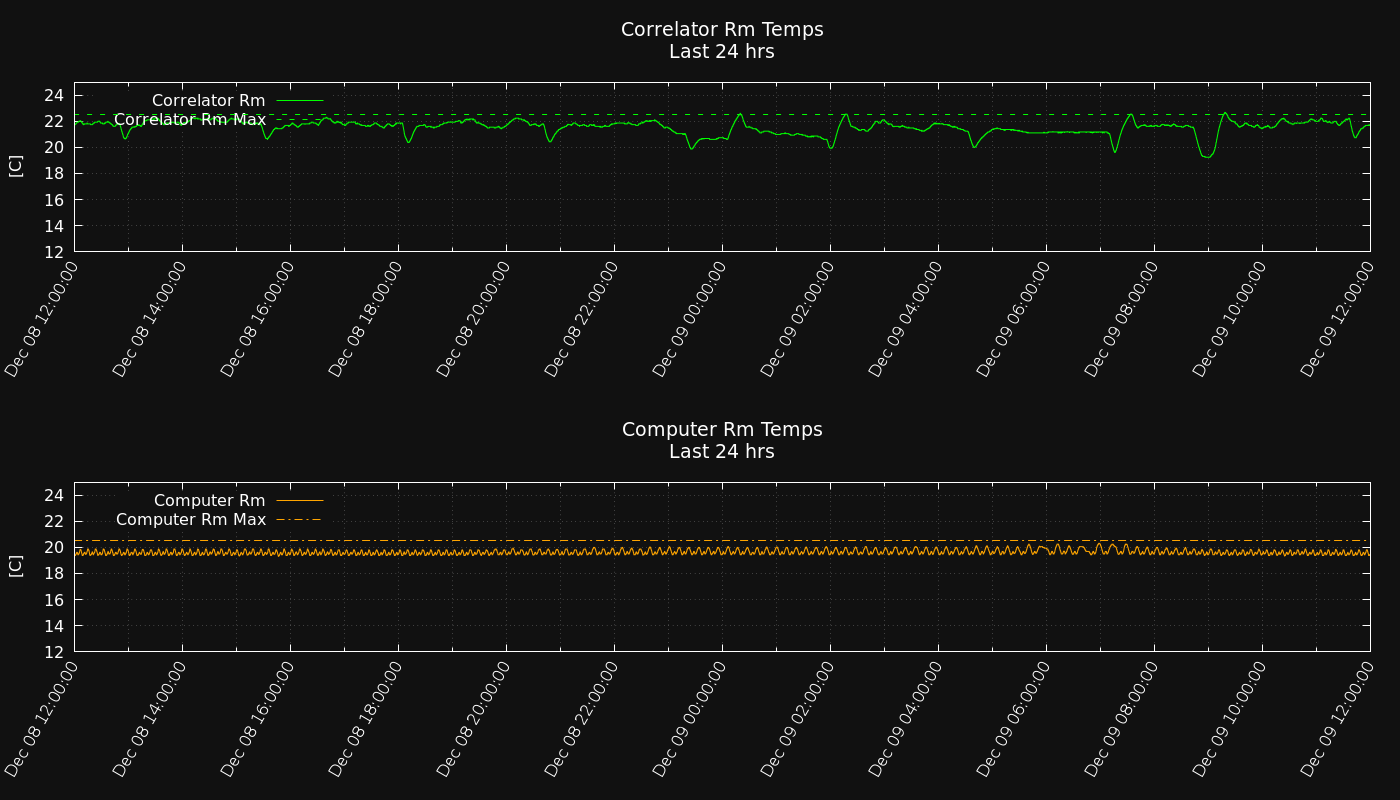 Correlator Rm Temps
Last 24 hrs
Correlator Rm
Correlator Rm Max
[C]
24
22
20
18
16
14
12
Dec 08 12:00:00
Dec 08 14:00:00
Dec 08 16:00:00
Dec 08 18:00:00
Dec 08 20:00:00
Dec 08 22:00:00
Dec 09 00:00:00
Dec 09 02:00:00
Dec 09 04:00:00
Dec 09 06:00:00
Dec 09 08:00:00
Dec 09 10:00:00
Dec 09 12:00:00
Computer Rm Temps
Last 24 hrs
Computer Rm
Computer Rm Max
[C]
24
22
20
18
16
14
12
Dec 08 12:00:00
Dec 08 14:00:00
Dec 08 16:00:00
Dec 08 18:00:00
Dec 08 20:00:00
Dec 08 22:00:00
Dec 09 00:00:00
Dec 09 02:00:00
Dec 09 04:00:00
Dec 09 06:00:00
Dec 09 08:00:00
Dec 09 10:00:00
Dec 09 12:00:00